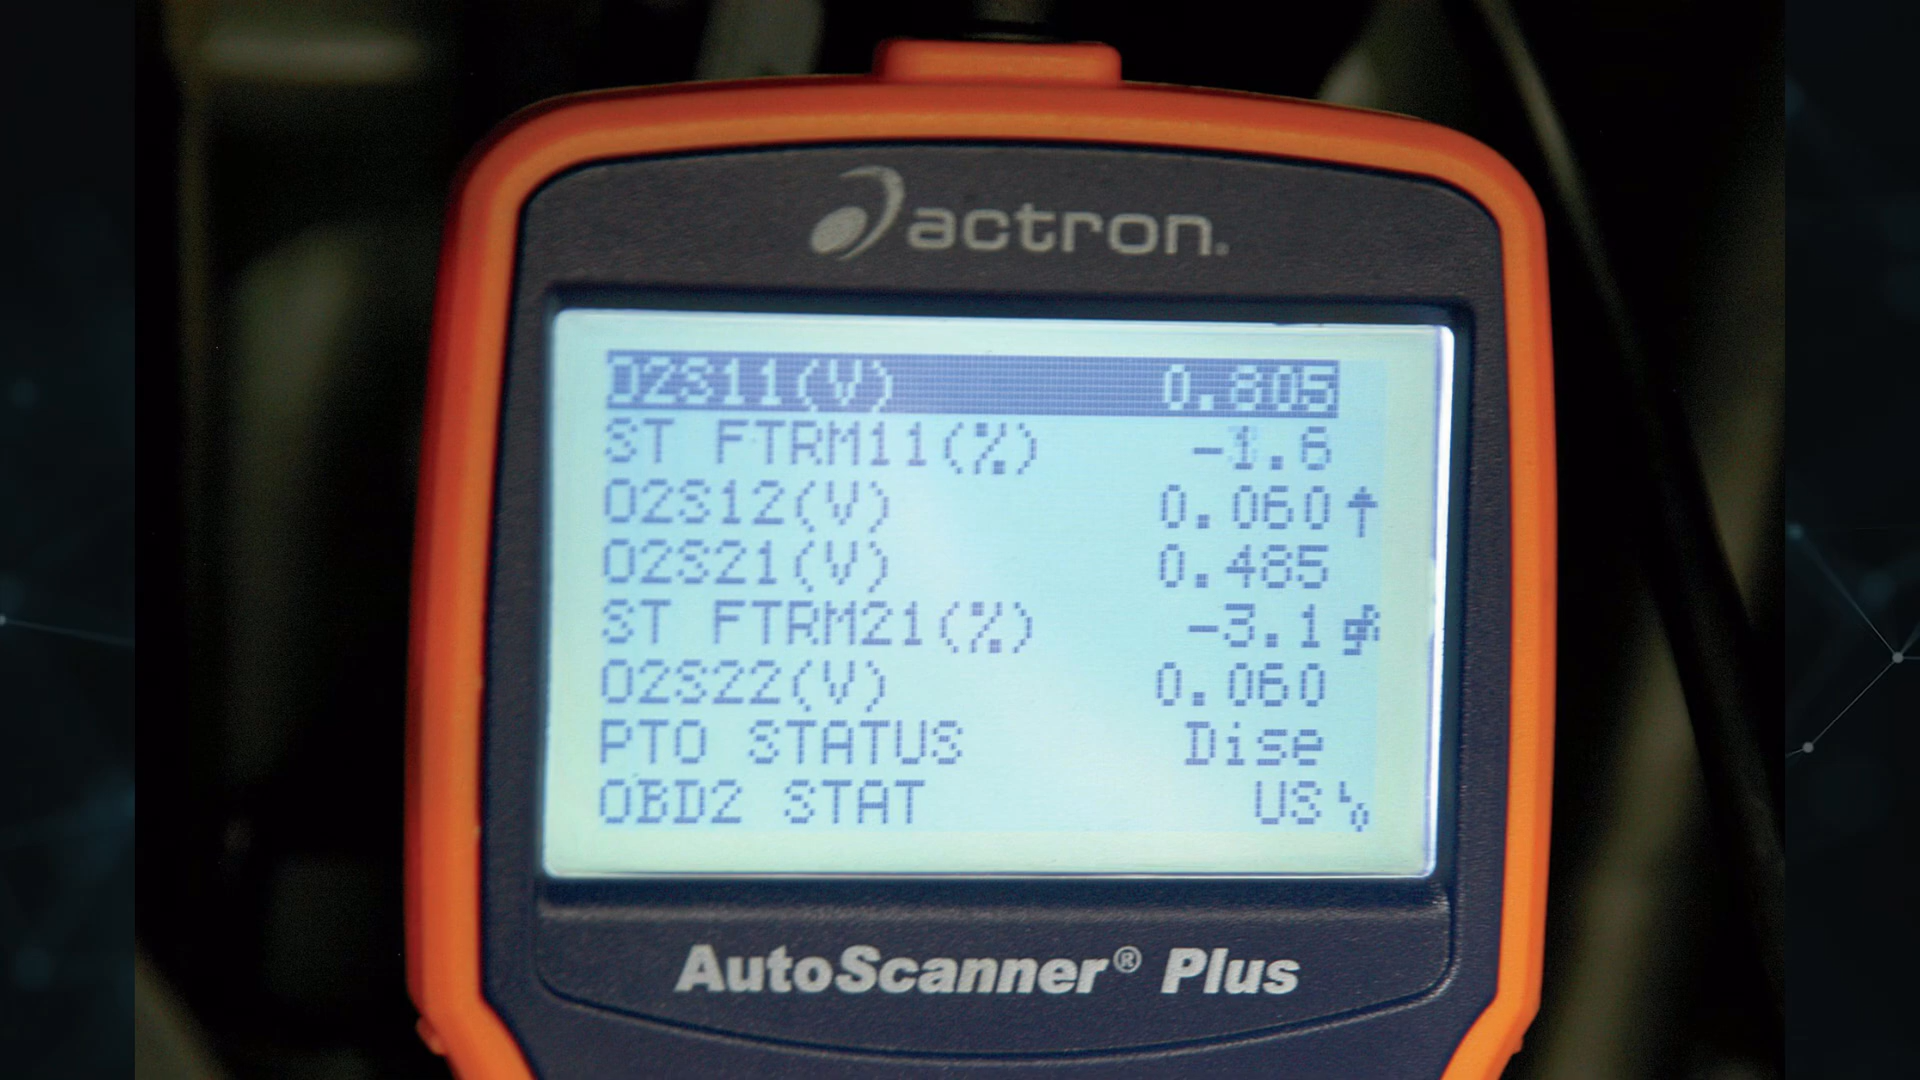 actron®
O2S11(V) 0.805
ST FTRM11(%) -1.6
O2S12(V) 0.060
O2S21(V) 0.485
ST FTRM21(%) -3.1
O2S22(V) 0.060
PTO STATUS Dise
OBD2 STAT US
AutoScanner® Plus